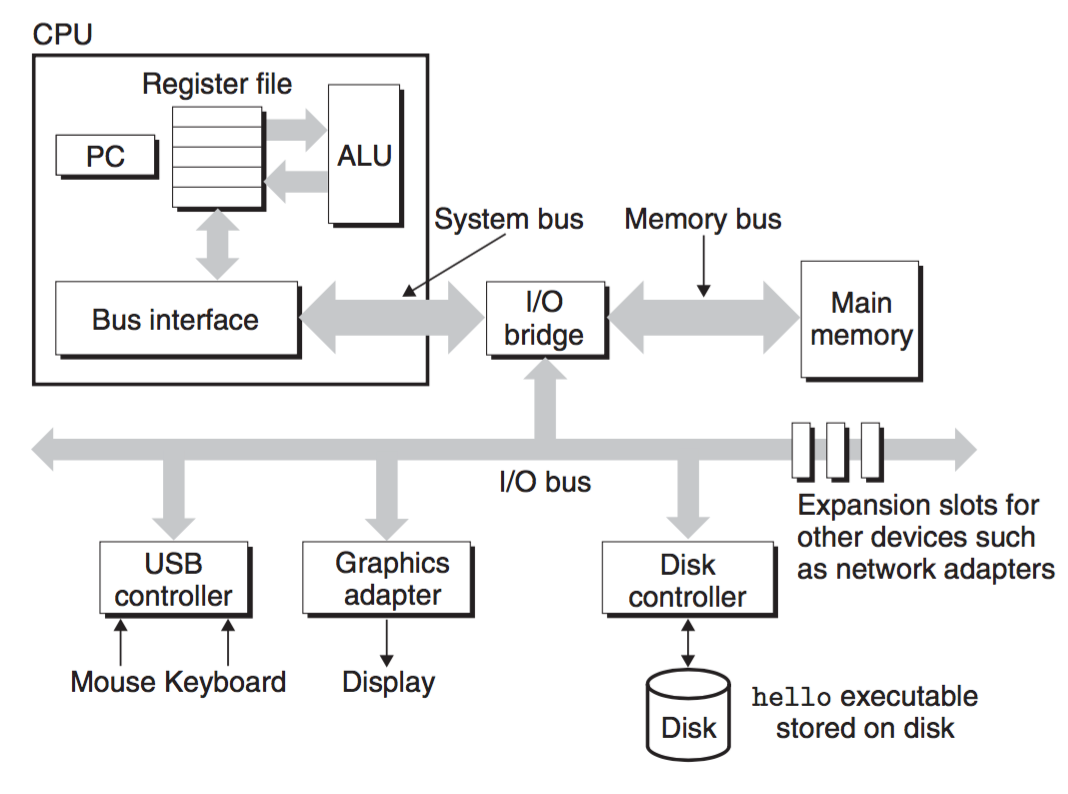 CPU
Register file
PC
ALU
System bus
Memory bus
Bus interface
I/O
bridge
Main
memory
I/O bus
Expansion slots for
other devices such
as network adapters
USB
controller
Graphics
adapter
Disk
controller
Mouse Keyboard
Display
Disk
hello executable
stored on disk